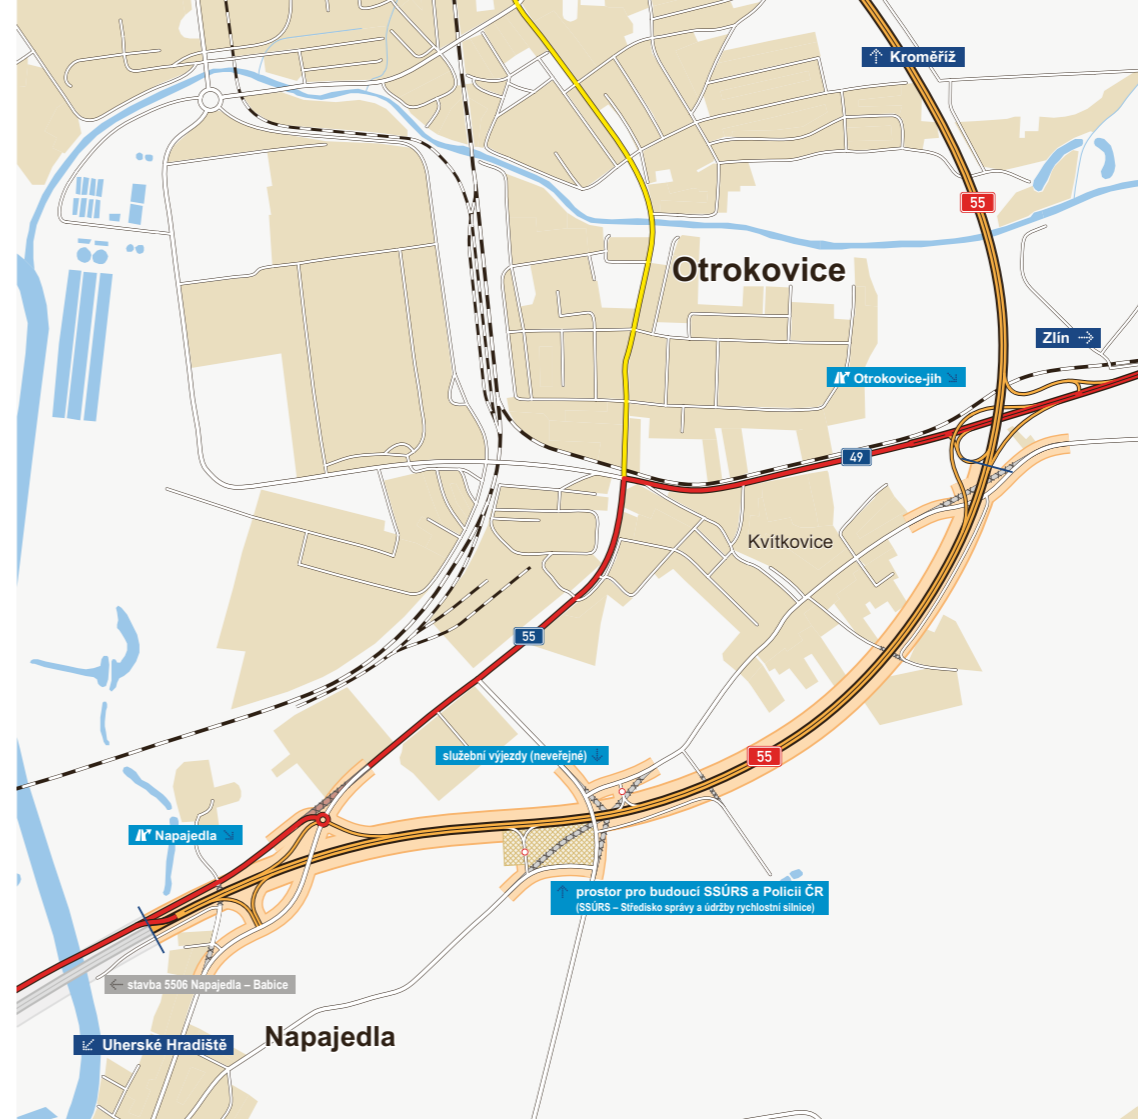 Kroměříž
55
Otrokovice
Zlín
Otrokovice-jih
49
Kvítkovice
55
služební výjezdy (neveřejné)
55
Napajedla
prostor pro budoucí SSÚRS a Policii ČR
(SSÚRS – Středisko správy a údržby rychlostní silnice)
stavba 5506 Napajedla – Babice
Uherské Hradiště
Napajedla